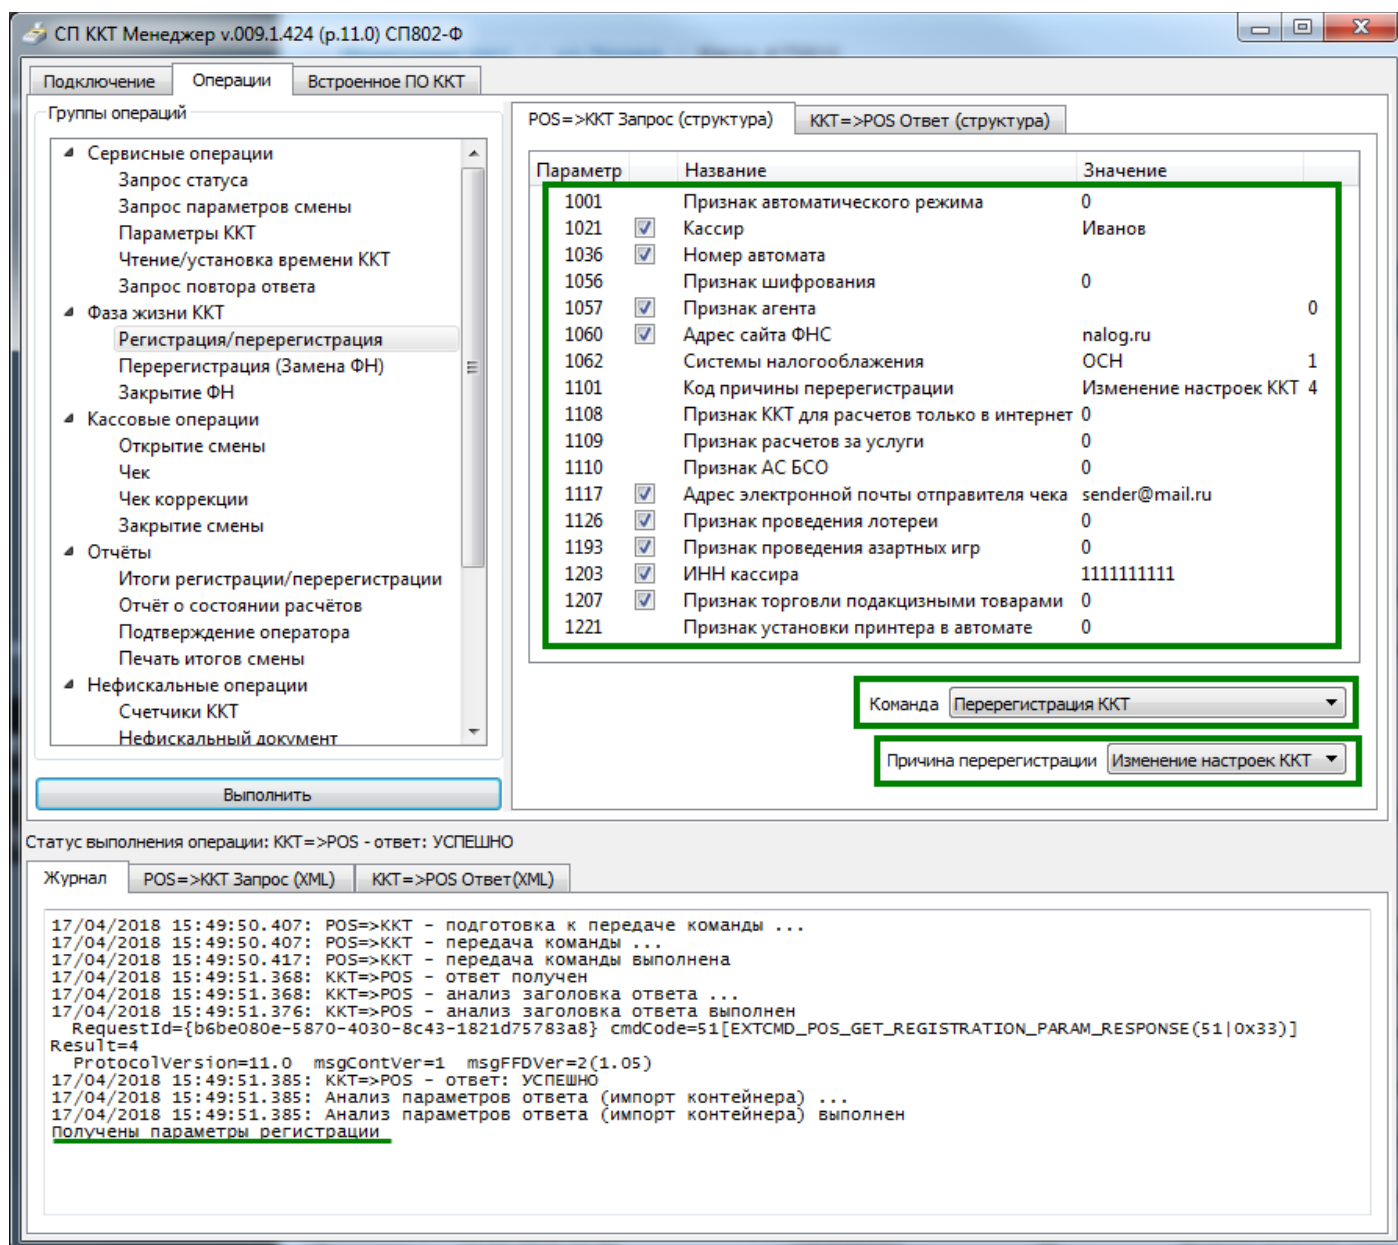 СП ККТ Менеджер v.009.1.424 (р.11.0) СП802-Ф
Подключение Операции Встроенное ПО ККТ
Группы операций
Сервисные операции
Запрос статуса
Запрос параметров смены
Параметры ККТ
Чтение/установка времени ККТ
Запрос повтора ответа
Фаза жизни ККТ
Регистрация/перерегистрация
Перерегистрация (Замена ФН)
Закрытие ФН
Кассовые операции
Открытие смены
Чек
Чек коррекции
Закрытие смены
Отчёты
Итоги регистрации/перерегистрации
Отчёт о состоянии расчётов
Подтверждение оператора
Печать итогов смены
Нефискальные операции
Счетчики ККТ
Нефискальный документ
Выполнить
POS=>ККТ Запрос (структура) ККТ=>POS Ответ (структура)
Параметр Название Значение
1001 Признак автоматического режима 0
1021 Кассир Иванов
1036 Номер автомата
1056 Признак шифрования 0
1057 Признак агента 0
1060 Адрес сайта ФНС nalog.ru
1062 Системы налогооблажения ОСН 1
1101 Код причины перерегистрации Изменение настроек ККТ 4
1108 Признак ККТ для расчетов только в интернет 0
1109 Признак расчетов за услуги 0
1110 Признак АС БСО 0
1117 Адрес электронной почты отправителя чека sender@mail.ru
1126 Признак проведения лотереи 0
1193 Признак проведения азартных игр 0
1203 ИНН кассира 1111111111
1207 Признак торговли подакцизными товарами 0
1221 Признак установки принтера в автомате 0
Команда Перерегистрация ККТ
Причина перерегистрации Изменение настроек ККТ
Статус выполнения операции: ККТ=>POS - ответ: УСПЕШНО
Журнал POS=>ККТ Запрос (XML) ККТ=>POS Ответ(XML)
17/04/2018 15:49:50.407: POS=>ККТ - подготовка к передаче команды ...
17/04/2018 15:49:50.407: POS=>ККТ - передача команды ...
17/04/2018 15:49:50.417: POS=>ККТ - передача команды выполнена
17/04/2018 15:49:51.368: ККТ=>POS - ответ получен
17/04/2018 15:49:51.368: ККТ=>POS - анализ заголовка ответа ...
17/04/2018 15:49:51.376: ККТ=>POS - анализ заголовка ответа выполнен
RequestId={b6be080e-5870-4030-8c43-1821d75783a8} cmdCode=51[EXTCMD_POS_GET_REGISTRATION_PARAM_RESPONSE(51|0x33)]
Result=4
ProtocolVersion=11.0 msgContVer=1 msgFFDVer=2(1.05)
17/04/2018 15:49:51.385: ККТ=>POS - ответ: УСПЕШНО
17/04/2018 15:49:51.385: Анализ параметров ответа (импорт контейнера) ...
17/04/2018 15:49:51.385: Анализ параметров ответа (импорт контейнера) выполнен
Получены параметры регистрации